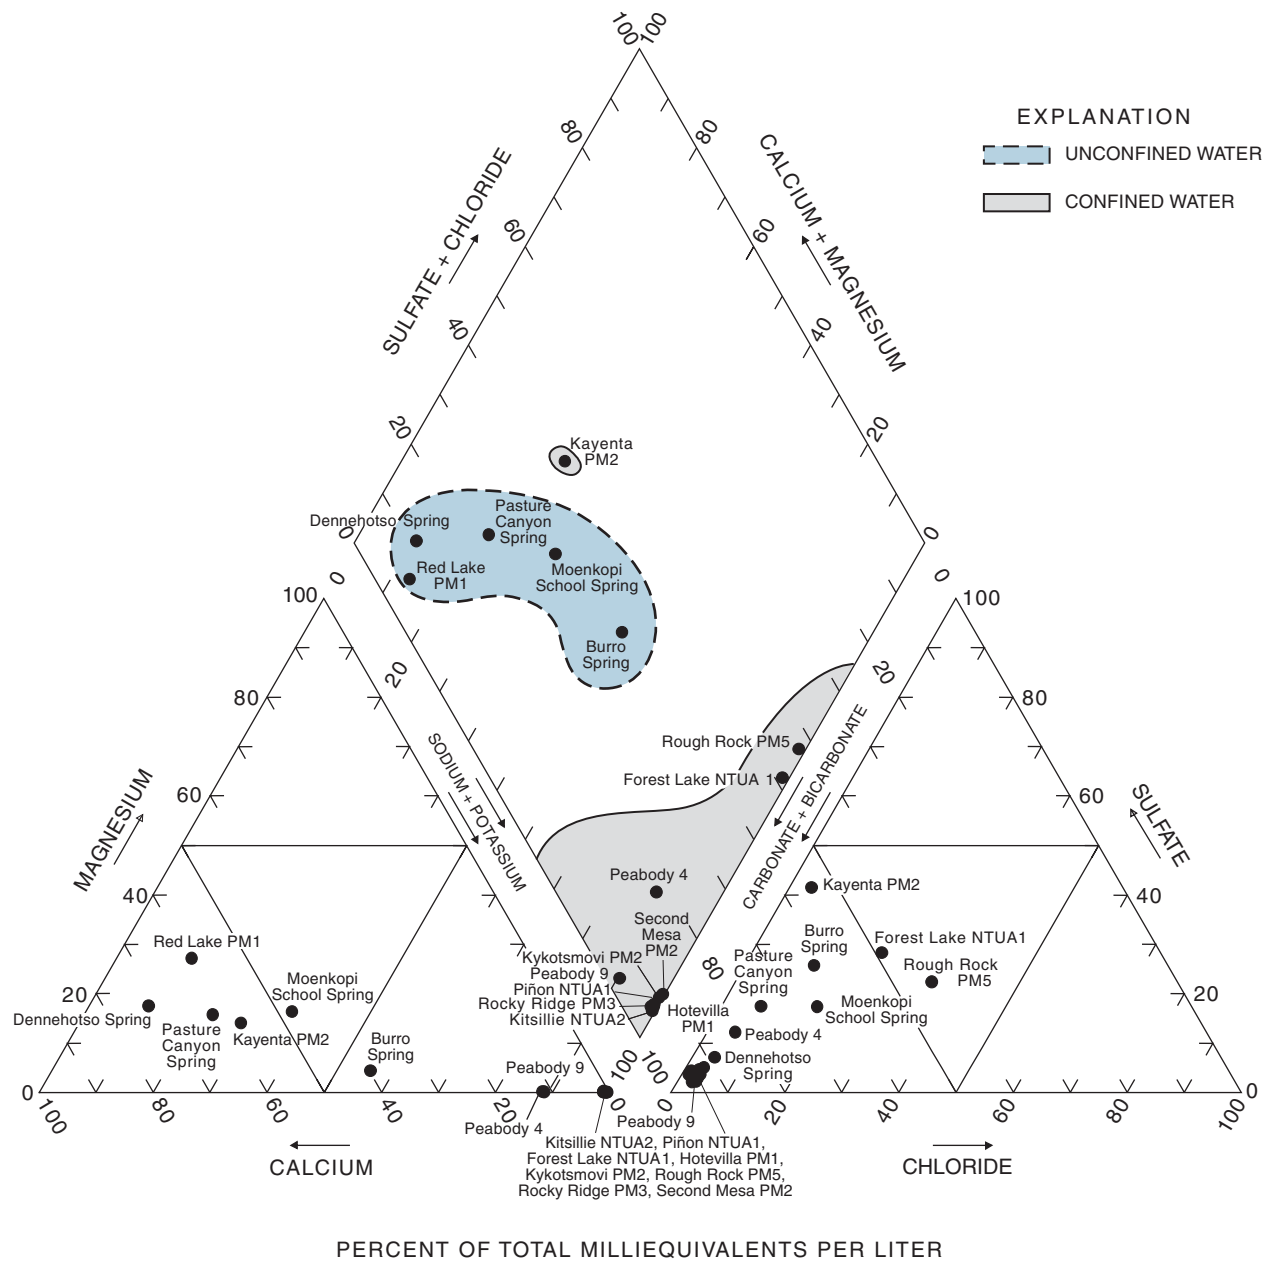 100
100
80
80
60
60
40
40
20
20
0
0
SULFATE + CHLORIDE
CALCIUM + MAGNESIUM
EXPLANATION
UNCONFINED WATER
CONFINED WATER
Kayenta
PM2
Dennehotso Spring
Pasture
Canyon
Spring
Red Lake
PM1
Moenkopi
School Spring
Burro
Spring
Rough Rock PM5
Forest Lake NTUA 1
Peabody 4
Second
Mesa
PM2
Kykotsmovi PM2
Peabody 9
Piñon NTUA1
Rocky Ridge PM3
Kitsillie NTUA2
Hotevilla
PM1
0
20
SODIUM + POTASSIUM
100
0
20
CARBONATE + BICARBONATE
80
100
100
80
60
40
20
0
MAGNESIUM
Red Lake PM1
Dennehotso Spring
Pasture
Canyon
Spring
Kayenta PM2
Moenkopi
School Spring
Burro
Spring
Peabody 9
Peabody 4
100
80
60
40
0
CALCIUM
100
80
60
40
20
0
SULFATE
Kayenta PM2
Burro
Spring
Forest Lake NTUA1
Pasture
Canyon
Spring
Rough Rock
PM5
Moenkopi
School Spring
Peabody 4
Dennehotso
Spring
Peabody 9
0
20
40
60
80
100
CHLORIDE
Kitsillie NTUA2, Piñon NTUA1,
Forest Lake NTUA1, Hotevilla PM1,
Kykotsmovi PM2, Rough Rock PM5,
Rocky Ridge PM3, Second Mesa PM2
PERCENT OF TOTAL MILLIEQUIVALENTS PER LITER